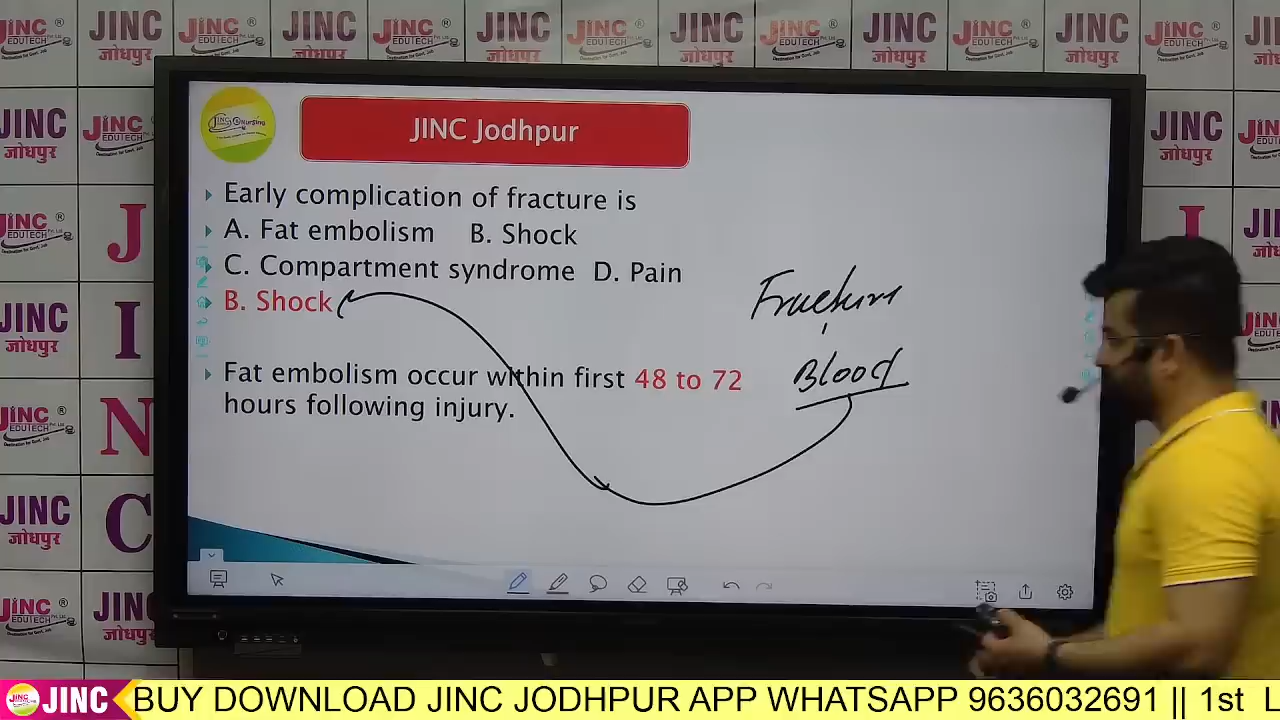 JINC Jodhpur
Early complication of fracture is
A. Fat embolism B. Shock
C. Compartment syndrome D. Pain
B. Shock
Fat embolism occur within first 48 to 72
hours following injury.
Fracture
Blood
JINC
EDUTECH
जोधपुर
J
I
N
C
JINC BUY DOWNLOAD JINC JODHPUR APP WHATSAPP 9636032691 || 1st L